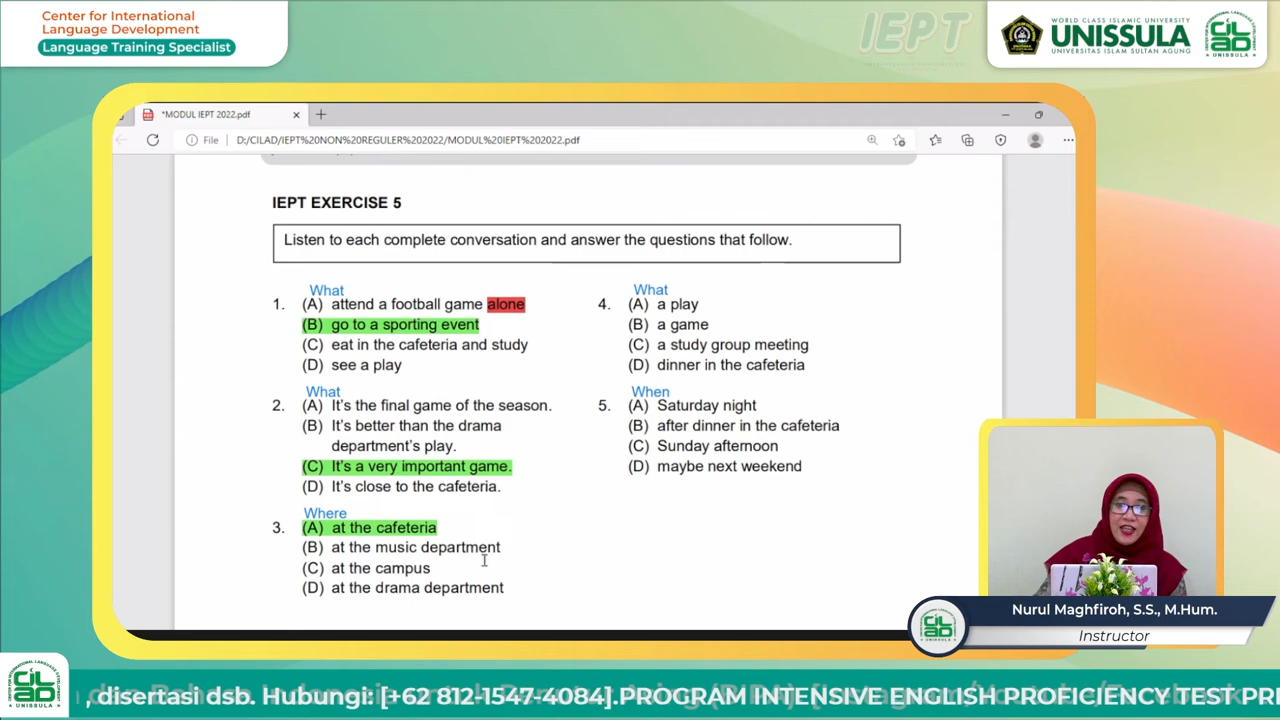 Center for International
Language Development
Language Training Specialist
IEPT
WORLD CLASS ISLAMIC UNIVERSITY
UNISSULA
UNIVERSITAS ISLAM SULTAN AGUNG
CILAD
UNISSULA
*MODUL IEPT 2022.pdf
File
D:/CILAD/IEPT%20NON%20REGULER%202022/MODUL%20IEPT%202022.pdf
IEPT EXERCISE 5
Listen to each complete conversation and answer the questions that follow.
What
1. (A) attend a football game alone
(B) go to a sporting event
(C) eat in the cafeteria and study
(D) see a play
What
2. (A) It's the final game of the season.
(B) It's better than the drama
department's play.
(C) It's a very important game.
(D) It's close to the cafeteria.
Where
3. (A) at the cafeteria
(B) at the music department
(C) at the campus
(D) at the drama department
What
4. (A) a play
(B) a game
(C) a study group meeting
(D) dinner in the cafeteria
When
5. (A) Saturday night
(B) after dinner in the cafeteria
(C) Sunday afternoon
(D) maybe next weekend
Nurul Maghfiroh, S.S., M.Hum.
Instructor
CILAD
UNISSULA
, disertasi dsb. Hubungi: [+62 812-1547-4084].PROGRAM INTENSIVE ENGLISH PROFICIENCY TEST PRE